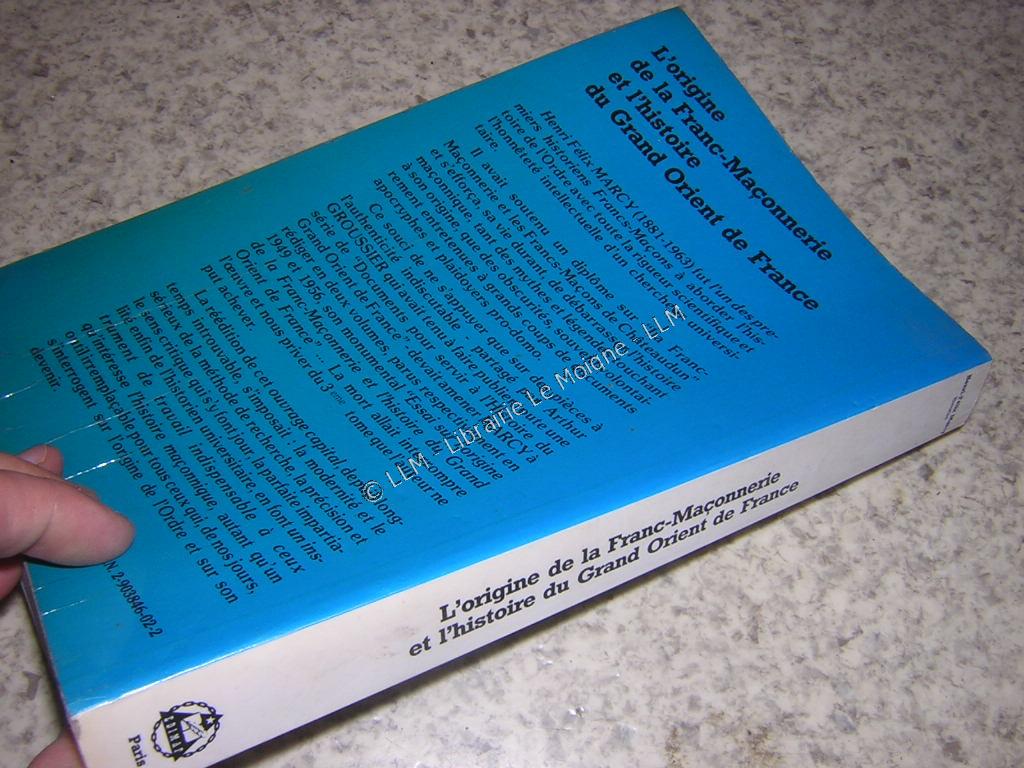 L'origine
de la Franc-Maçonnerie
et l'histoire
du Grand Orient de France
Henri Félix MARCY (1881-1963) fut l'un des pre-
miers historiens Francs-Maçons à aborder l'his-
toire de l'Ordre avec toute la rigueur scientifique et
l'honnêteté intellectuelle d'un chercheur universi-
taire.
Il avait soutenu un diplôme sur "la Franc-
Maçonnerie et les Francs-Maçons de Châteaudun"
et s'efforça, sa vie durant, de débarrasser l'histoire
maçonnique, tant des mythes et légendes touchant
à son origine, que des obscurités soigneusement volontai-
rement entretenues à grands coups de documents
apocryphes et plaidoyers pro-domo.
Ce souci de ne s'appuyer que sur des pièces à
l'authenticité indiscutable - partagé par Arthur
GROUSSIER qui avait tenu à faire publier toute une
série de "Documents pour servir à l'Histoire du
Grand Orient de France", devait amener MARCY à
rédiger, en deux volumes, parus respectivement en
1949 et 1956, son monumental "Essai sur l'origine
de la Franc-Maçonnerie et l'histoire du Grand
Orient de France"... La mort allait interrompre
l'œuvre et nous priver du 3ème tome que l'auteur ne
put achever.
La réédition de cet ouvrage capital, depuis long-
temps introuvable, s'imposait : la modernité et le
sérieux de la méthode de recherche, la précision et
le sens critique qui s'y font jour, la parfaite impartia-
lité enfin de l'historien universitaire, en font un ins-
trument de travail indispensable à ceux
qu'intéresse l'histoire maçonnique, autant qu'un
outil irremplaçable pour tous ceux qui, de nos jours,
s'interrogent sur l'origine de l'Ordre et sur son
devenir.
N 2-903846-02-2
L'origine de la Franc-Maçonnerie
et l'histoire du Grand Orient de France
Paris
© LLM - Librairie Le Moigne - LLM